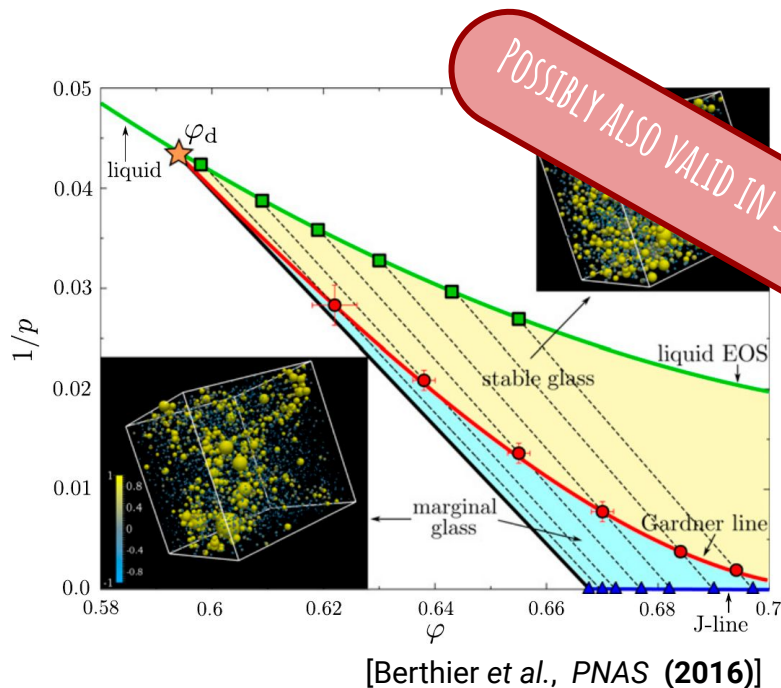 POSSIBLY ALSO VALID IN
0.05
φd
liquid
0.04
0.03
1/p
liquid EOS
stable glass
0.02
1
0.8
0.4
0
-0.4
-0.8
-1
0.01
marginal
glass
Gardner line
0.0
0.58
0.6
0.62
0.64
0.66
0.68
0.7
φ
J-line
[Berthier et al., PNAS (2016)]